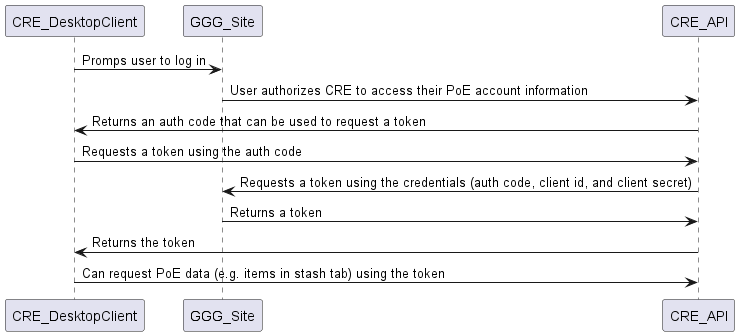 CRE_DesktopClient GGG_Site CRE_API
Promps user to log in
User authorizes CRE to access their PoE account information
Returns an auth code that can be used to request a token
Requests a token using the auth code
Requests a token using the credentials (auth code, client id, and client secret)
Returns a token
Returns the token
Can request PoE data (e.g. items in stash tab) using the token
CRE_DesktopClient GGG_Site CRE_API